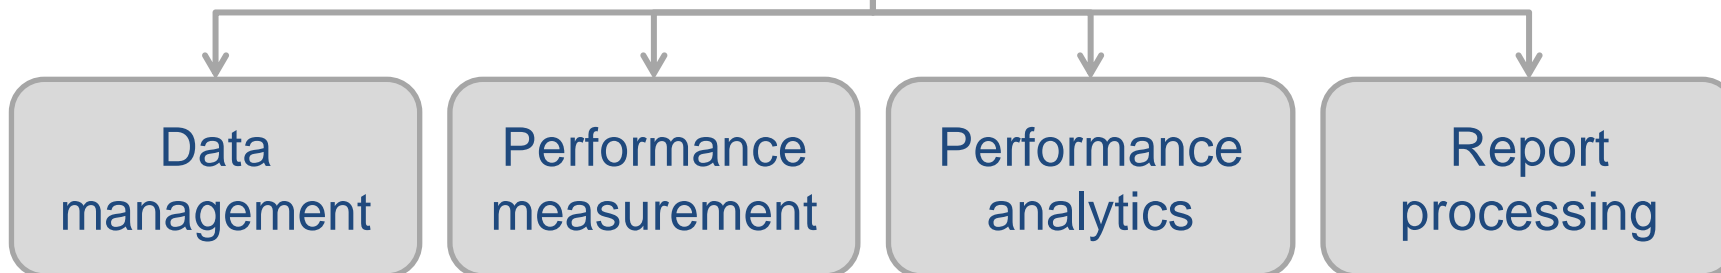 Data
management
Performance
measurement
Performance
analytics
Report
processing